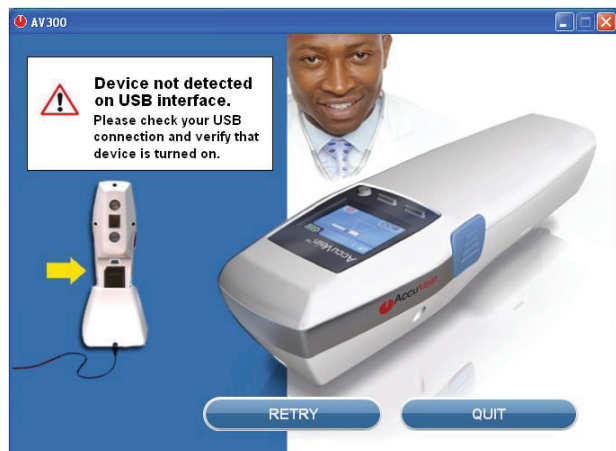 AV300
Device not detected
on USB interface.
Please check your USB
connection and verify that
device is turned on.
AccuVein™
AccuVein
RETRY
QUIT